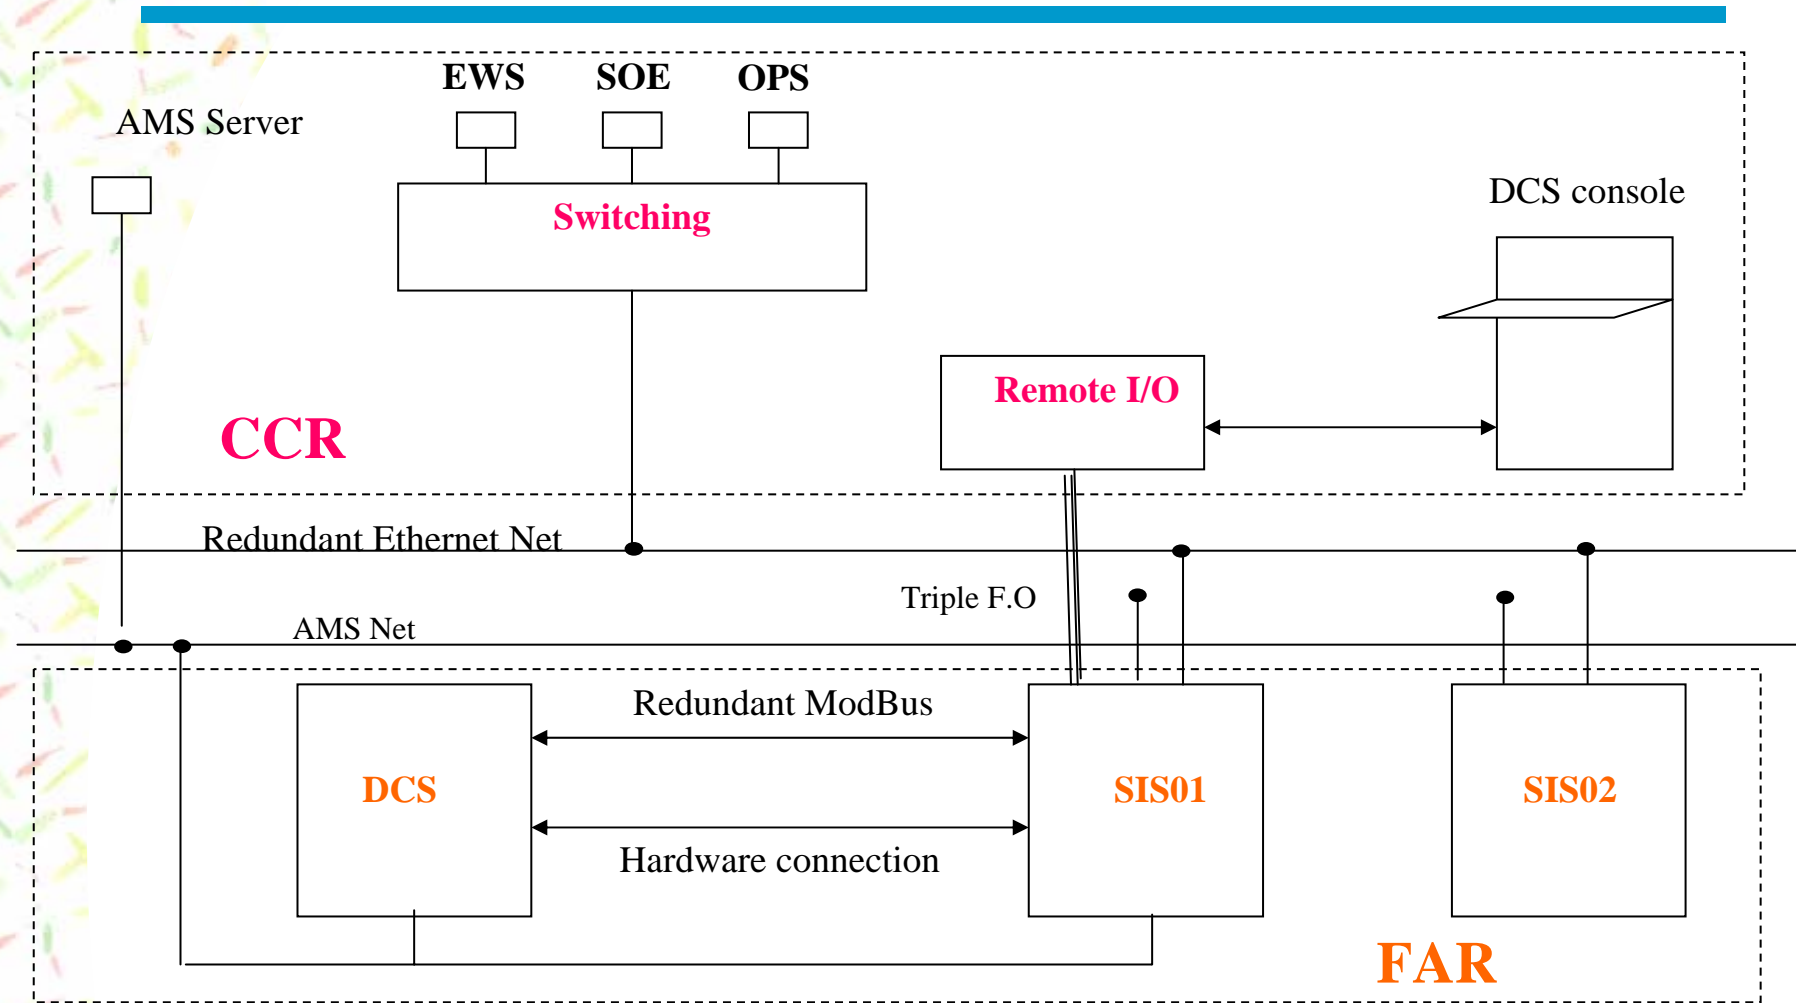 EWS SOE OPS
AMS Server
DCS console
Switching
Remote I/O
CCR
Redundant Ethernet Net
Triple F.O
AMS Net
Redundant ModBus
DCS
SIS01
SIS02
Hardware connection
FAR